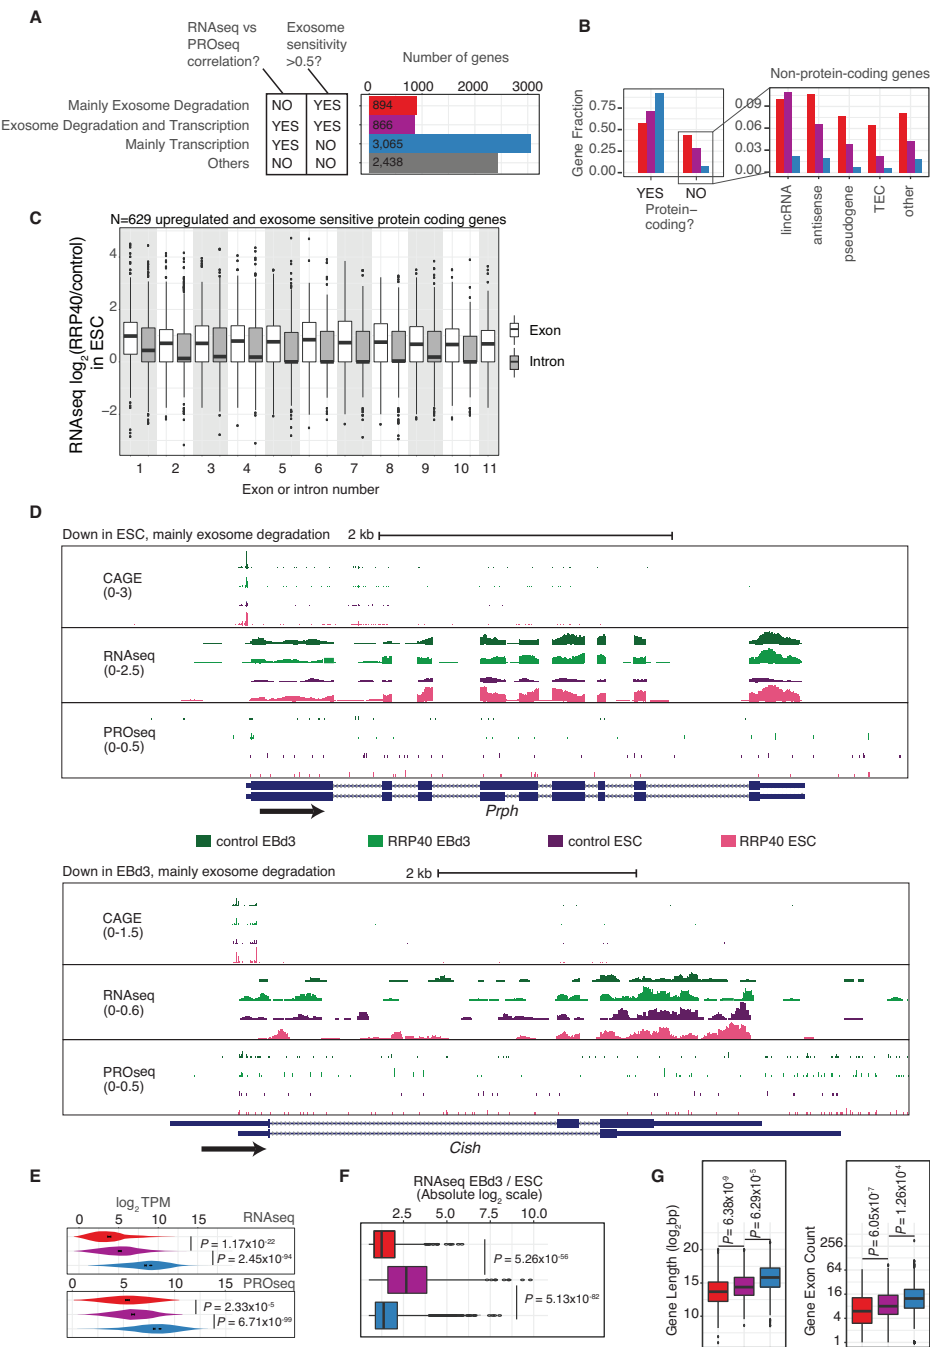 A
RNAseq vs
PROseq
correlation?
Exosome
sensitivity
>0.5?
Number of genes
0 1000 2000 3000
Mainly Exosome Degradation NO YES 894
Exosome Degradation and Transcription YES YES 866
Mainly Transcription YES NO 3,065
Others NO NO 2,438
B
Non-protein-coding genes
Gene Fraction
0.75
0.50
0.25
0.00
YES NO
Protein–
coding?
0.09
0.06
0.03
0.00
lincRNA
antisense
pseudogene
TEC
other
C
N=629 upregulated and exosome sensitive protein coding genes
RNAseq log2(RRP40/control)
in ESC
4
2
0
−2
1 2 3 4 5 6 7 8 9 10 11
Exon or intron number
Exon
Intron
D
Down in ESC, mainly exosome degradation 2 kb
CAGE
(0-3)
RNAseq
(0-2.5)
PROseq
(0-0.5)
Prph
control EBd3 RRP40 EBd3 control ESC RRP40 ESC
Down in EBd3, mainly exosome degradation 2 kb
CAGE
(0-1.5)
RNAseq
(0-0.6)
PROseq
(0-0.5)
Cish
E
log2 TPM
0 5 10 15
RNAseq
P = 1.17x10-22
P = 2.45x10-94
PROseq
0 5 10 15
P = 2.33x10-5
P = 6.71x10-99
F
RNAseq EBd3 / ESC
(Absolute log2 scale)
2.5 5.0 7.5 10.0
P = 5.26x10-56
P = 5.13x10-82
G
Gene Length (log2bp)
20
15
10
P = 6.38x10-9
P = 6.29x10-5
Gene Exon Count
256
64
16
4
1
P = 6.05x10-7
P = 1.26x10-4